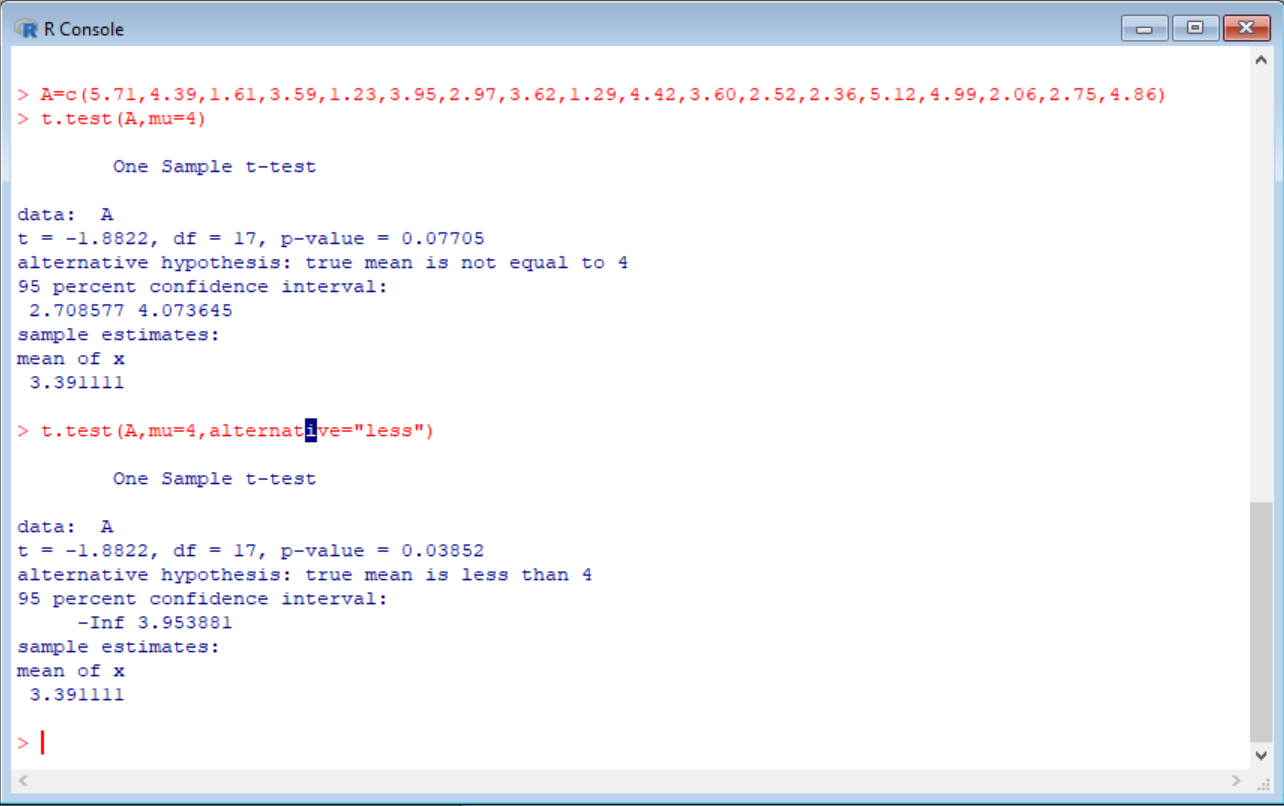 R Console
> A=c(5.71,4.39,1.61,3.59,1.23,3.95,2.97,3.62,1.29,4.42,3.60,2.52,2.36,5.12,4.99,2.06,2.75,4.86)
> t.test(A,mu=4)
One Sample t-test
data:  A
t = -1.8822, df = 17, p-value = 0.07705
alternative hypothesis: true mean is not equal to 4
95 percent confidence interval:
2.708577 4.073645
sample estimates:
mean of x
3.391111
> t.test(A,mu=4,alternative="less")
One Sample t-test
data:  A
t = -1.8822, df = 17, p-value = 0.03852
alternative hypothesis: true mean is less than 4
95 percent confidence interval:
-Inf 3.953881
sample estimates:
mean of x
3.391111
>